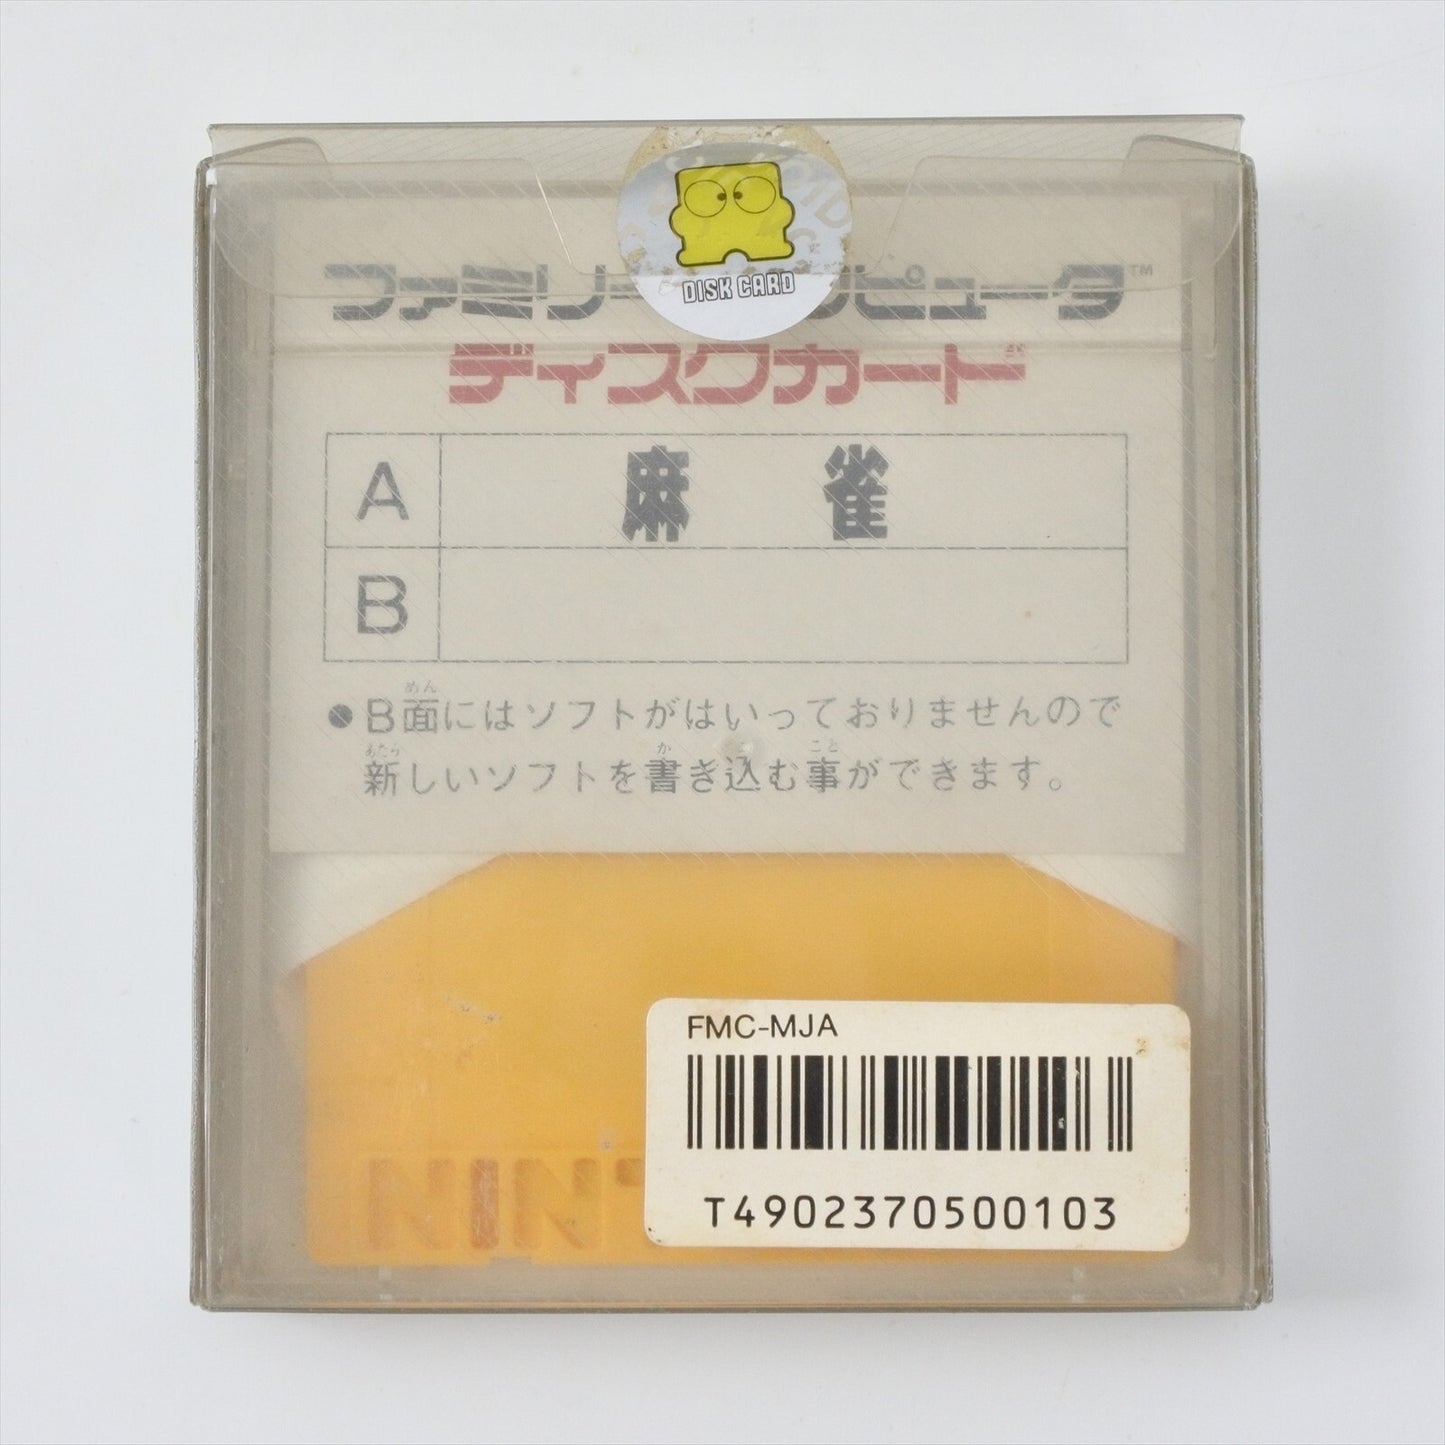 DISK CARD
ファミリーコンピュータ™
ディスクカード
A 麻雀
B
●B面にはソフトがはいっておりませんので
新しいソフトを書き込む事ができます。
FMC-MJA
T4902370500103
NIN